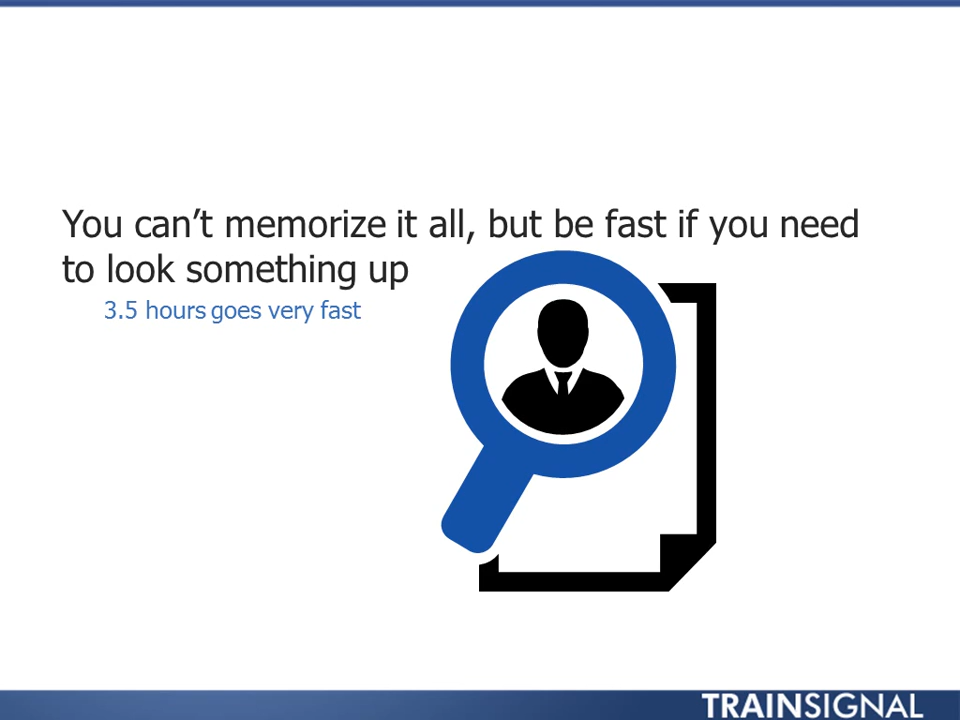 You can’t memorize it all, but be fast if you need
to look something up
3.5 hours goes very fast
TRAINSIGNAL